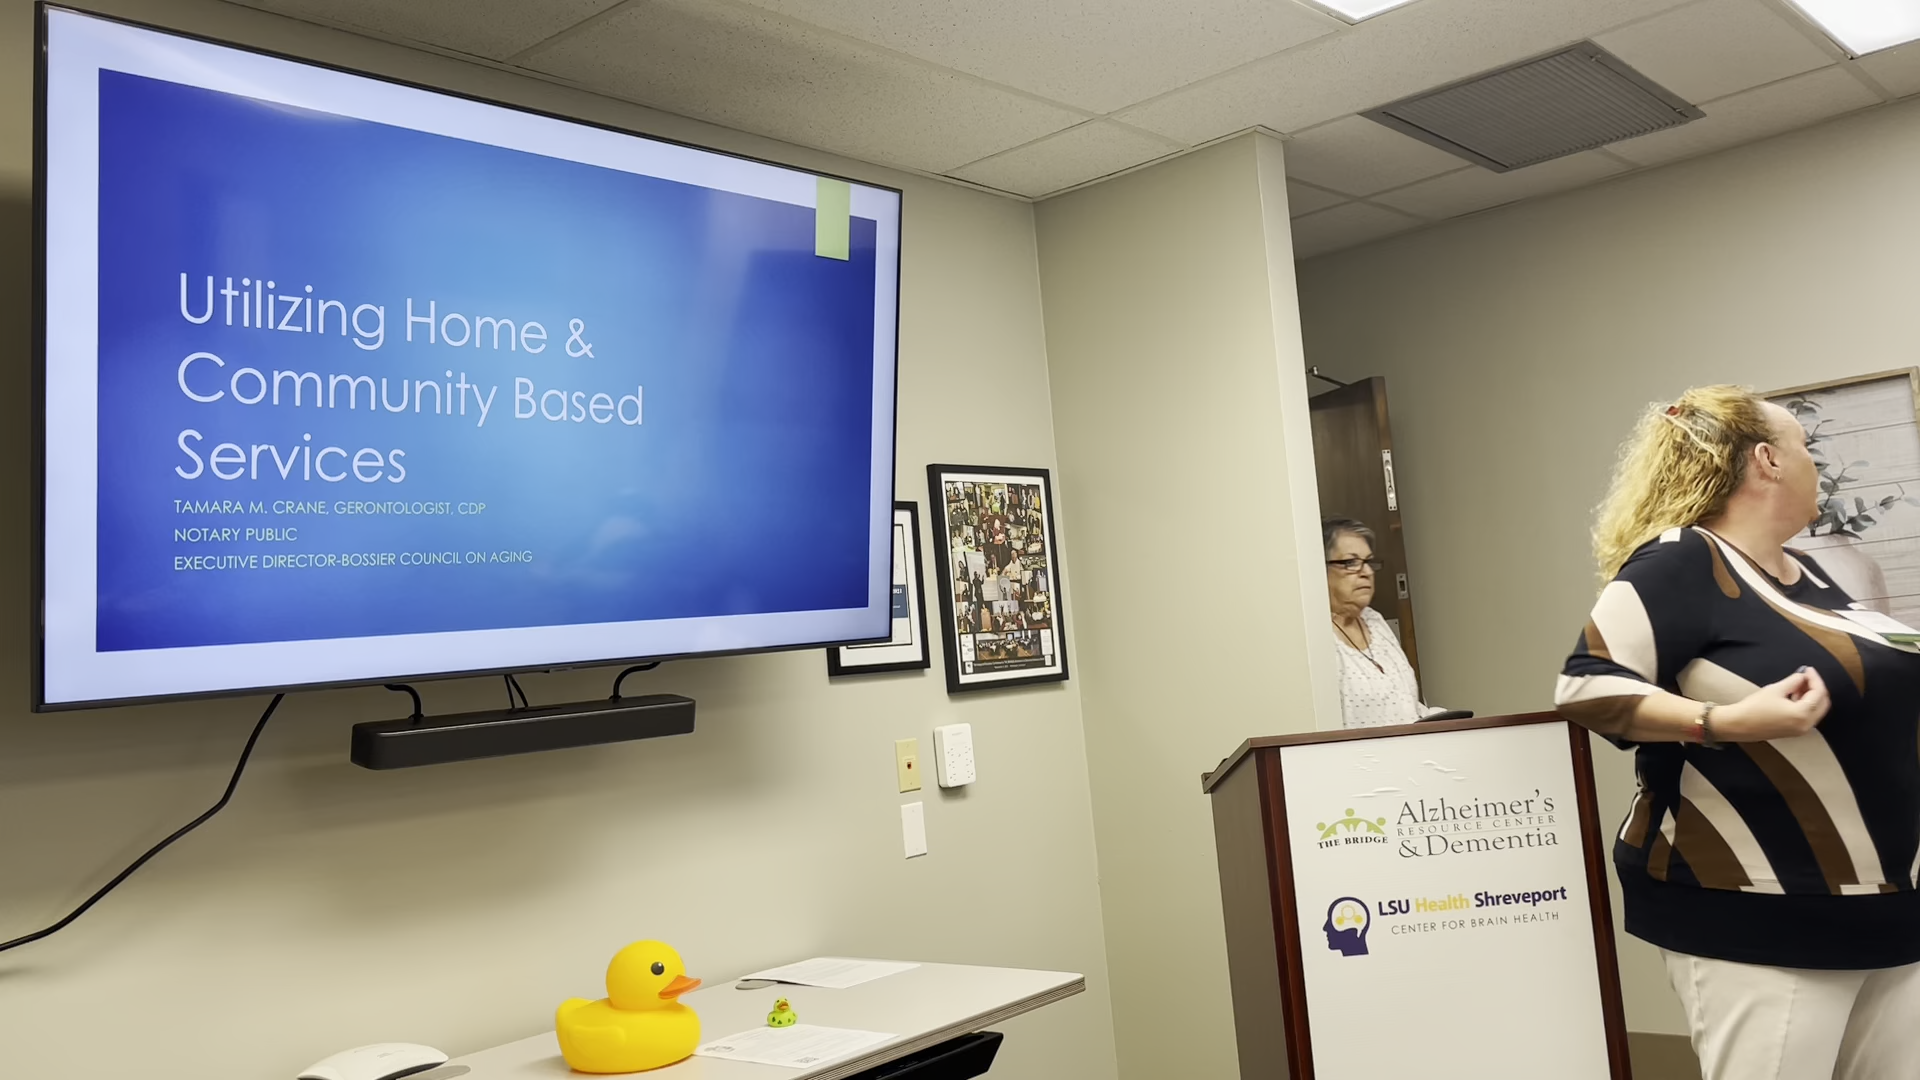 Utilizing Home &
Community Based
Services
TAMARA M. CRANE, GERONTOLOGIST, CDP
NOTARY PUBLIC
EXECUTIVE DIRECTOR-BOSSIER COUNCIL ON AGING
THE BRIDGE
Alzheimer's
RESOURCE CENTER
& Dementia
LSU Health Shreveport
CENTER FOR BRAIN HEALTH